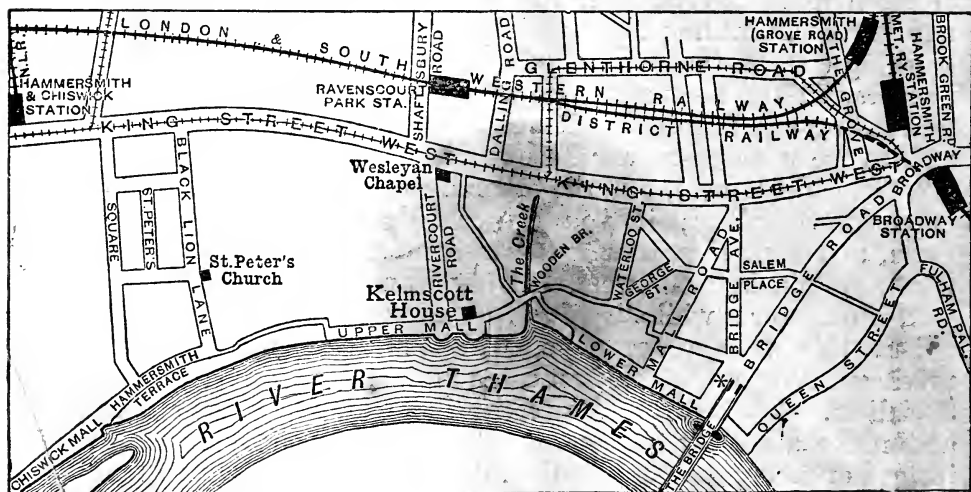 LONDON & SOUTH WESTERN RAILWAY
DISTRICT RAILWAY
N.L.R.
HAMMERSMITH
& CHISWICK
STATION
SHAFTESBURY
ROAD
RAVENSCOURT
PARK STA.
DALLING ROAD
GLENTHORNE ROAD
HAMMERSMITH
(GROVE ROAD)
STATION
THE GROVE
HAMMERSMITH
MET. RY STATION
BROOK GREEN RD
KING STREET WEST
KING STREET WEST
BROADWAY
BROADWAY
STATION
Wesleyan
Chapel
BLACK LION LANE
ST. PETER'S
SQUARE
St. Peter's
Church
RIVERCOURT
ROAD
The Creek
WOODEN BR.
WATERLOO ST.
GEORGE
ST.
MALL ROAD
BRIDGE AVE.
SALEM
PLACE
BRIDGE ROAD
QUEEN STREET
FULHAM PAL
RD.
Kelmscott
House
UPPER MALL
LOWER MALL
HAMMERSMITH
TERRACE
CHISWICK MALL
RIVER THAMES
THE BRIDGE